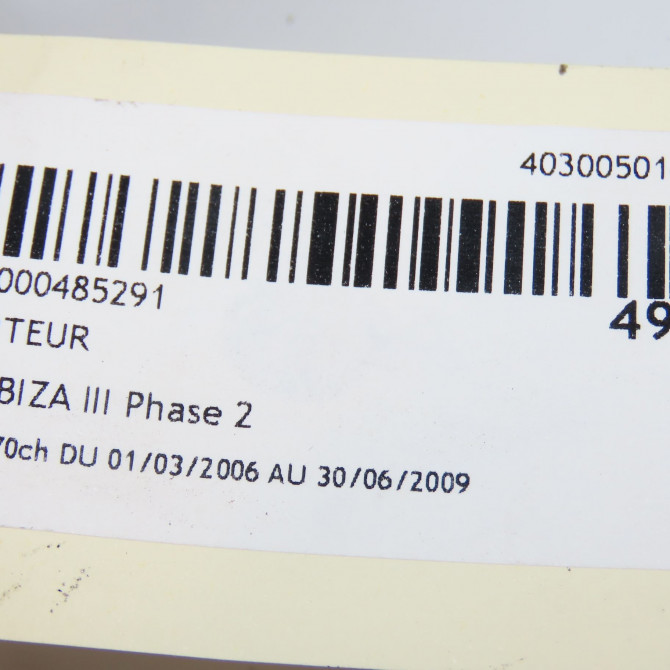 40300501
000485291
49
TEUR
BIZA III Phase 2
70ch DU 01/03/2006 AU 30/06/2009